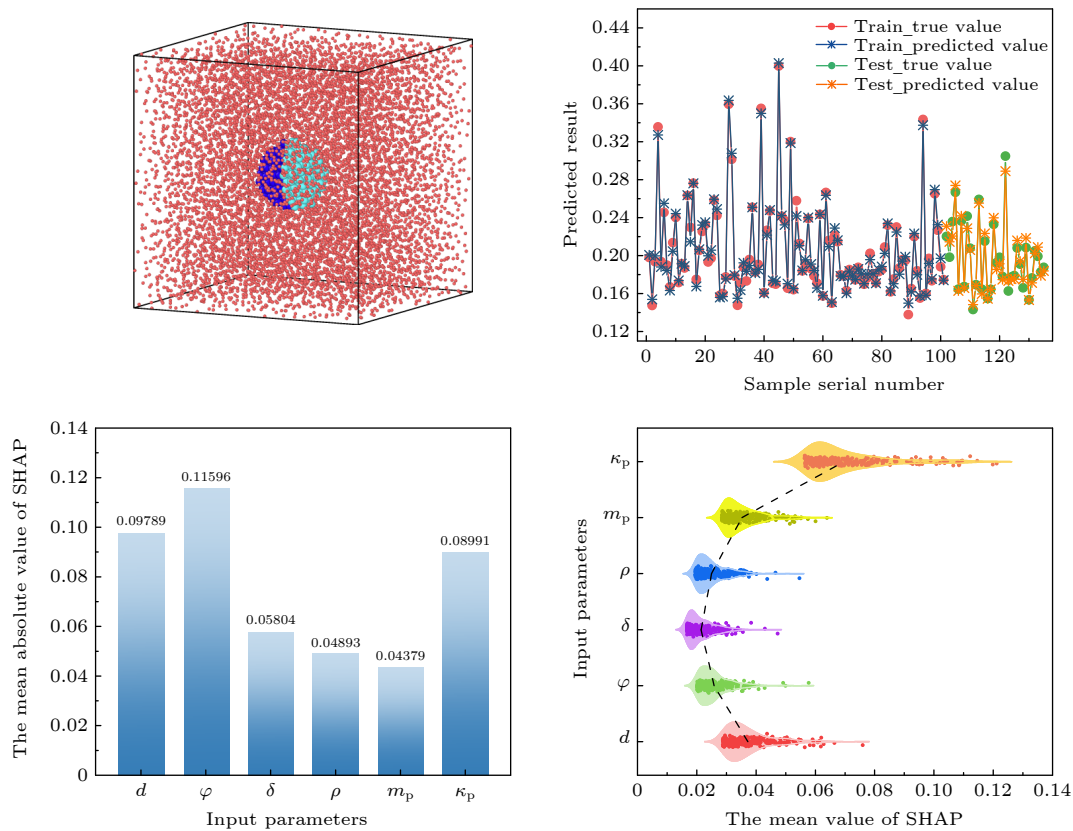 Train_true value
Train_predicted value
Test_true value
Test_predicted value
0.40
0.36
0.32
0.28
0.24
0.20
0.16
0.12
Predicted result
0 20 40 60 80 100 120
Sample serial number
0.14
0.12
0.10
0.08
0.06
0.04
0.02
0
The mean absolute value of SHAP
0.09789
0.11596
0.05804
0.04893
0.04379
0.08991
d φ δ ρ mₚ κₚ
Input parameters
κₚ
mₚ
ρ
δ
φ
d
Input parameters
0 0.02 0.04 0.06 0.08 0.10 0.12 0.14
The mean value of SHAP